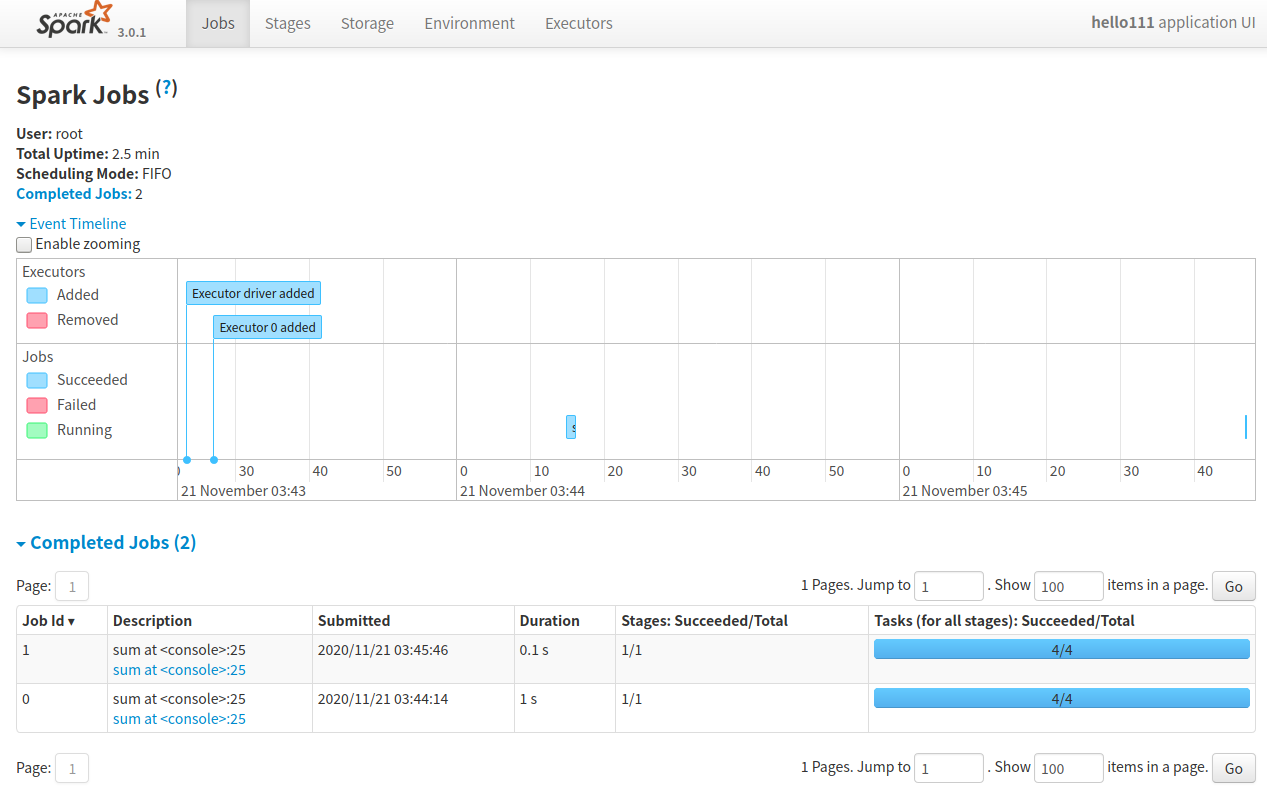 APACHE Spark 3.0.1 Jobs Stages Storage Environment Executors hello111 application UI
Spark Jobs (?)
User: root
Total Uptime: 2.5 min
Scheduling Mode: FIFO
Completed Jobs: 2
Event Timeline
Enable zooming
Executors
Added
Removed
Executor driver added
Executor 0 added
Jobs
Succeeded
Failed
Running
30 40 50 0 10 20 30 40 50 0 10 20 30 40
21 November 03:43 21 November 03:44 21 November 03:45
Completed Jobs (2)
Page: 1 1 Pages. Jump to 1 . Show 100 items in a page. Go
Job Id ▾ Description Submitted Duration Stages: Succeeded/Total Tasks (for all stages): Succeeded/Total
1 sum at <console>:25 2020/11/21 03:45:46 0.1 s 1/1 4/4
sum at <console>:25
0 sum at <console>:25 2020/11/21 03:44:14 1 s 1/1 4/4
sum at <console>:25
Page: 1 1 Pages. Jump to 1 . Show 100 items in a page. Go